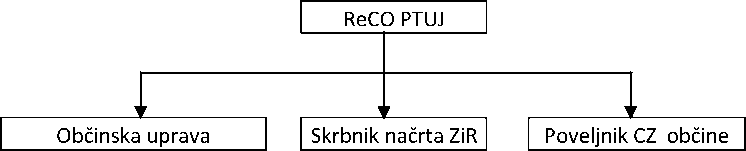 ReCO PTUJ
Občinska uprava
Skrbnik načrta ZiR
Poveljnik CZ občine